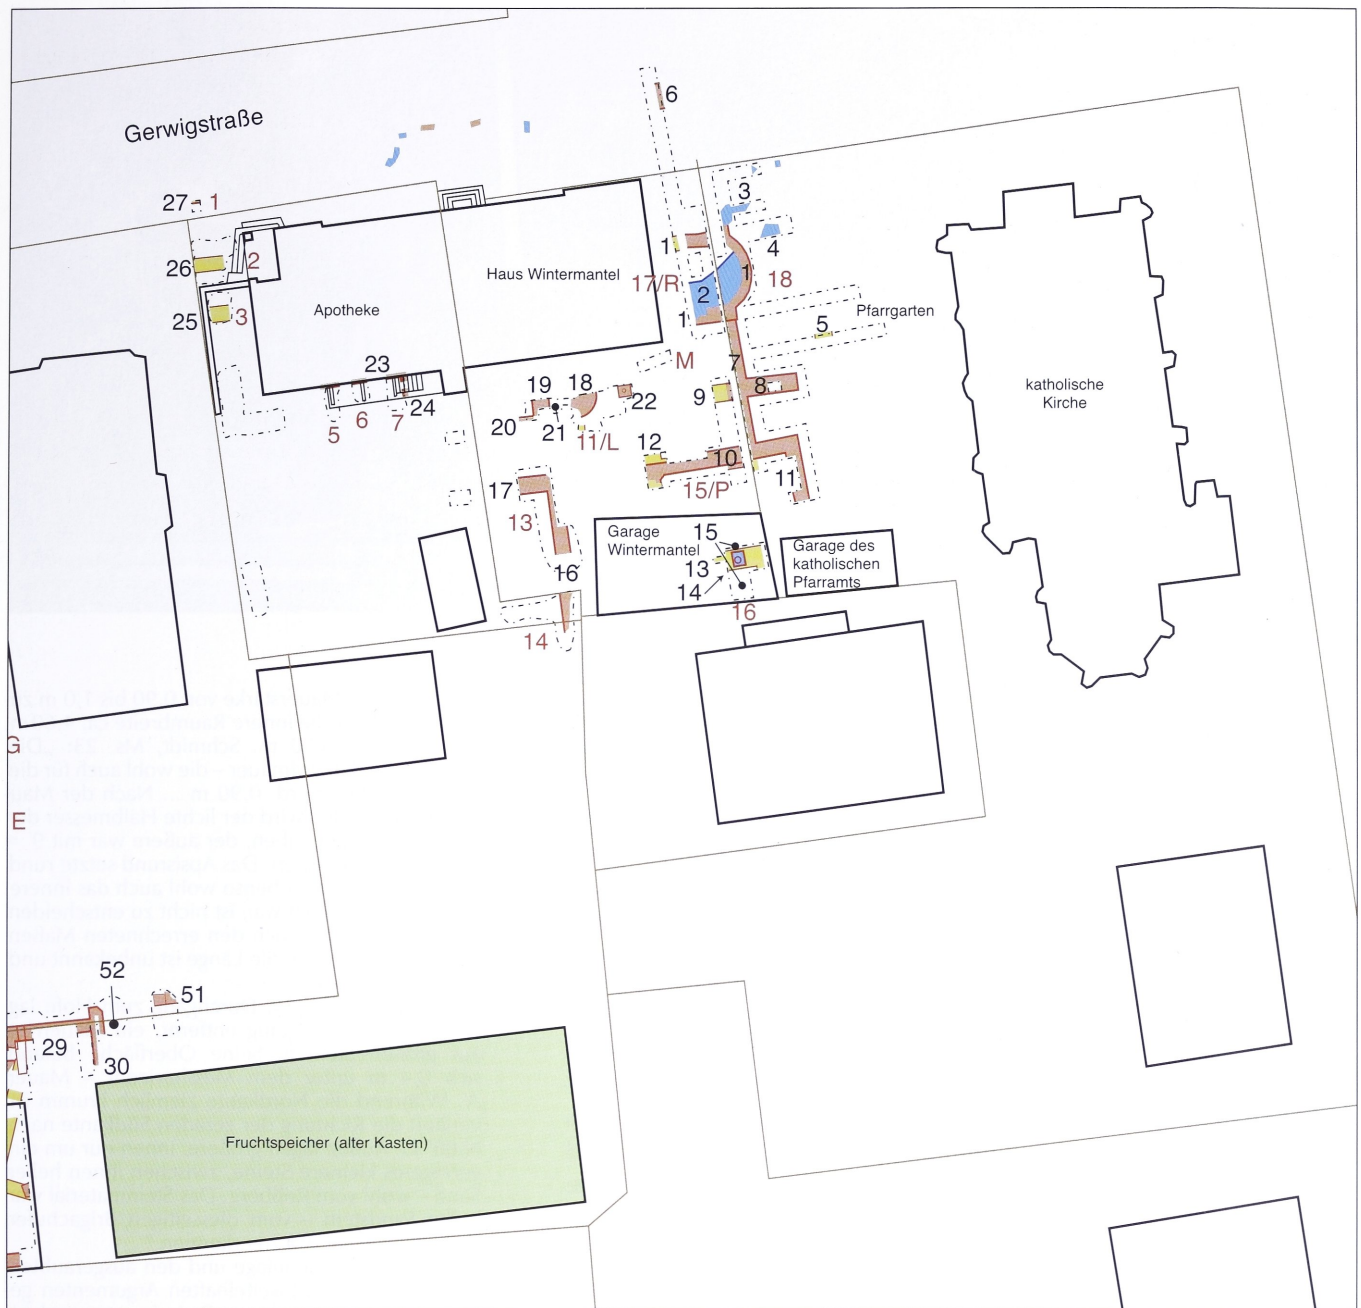 6
Gerwigstraße
3
27 1
4
1
26
2
Haus Wintermantel
17/R
1
18
2
25
3
Apotheke
1
Pfarrgarten
5
23
M
7
19 18
8
katholische
Kirche
22
9
24
5
6
7
20
21
11/L
12
10
15/P
11
17
13
Garage
Wintermantel
15
Garage des
katholischen
Pfarramts
13
16
14
16
14
G
E
52
51
29
30
Fruchtspeicher (alter Kasten)